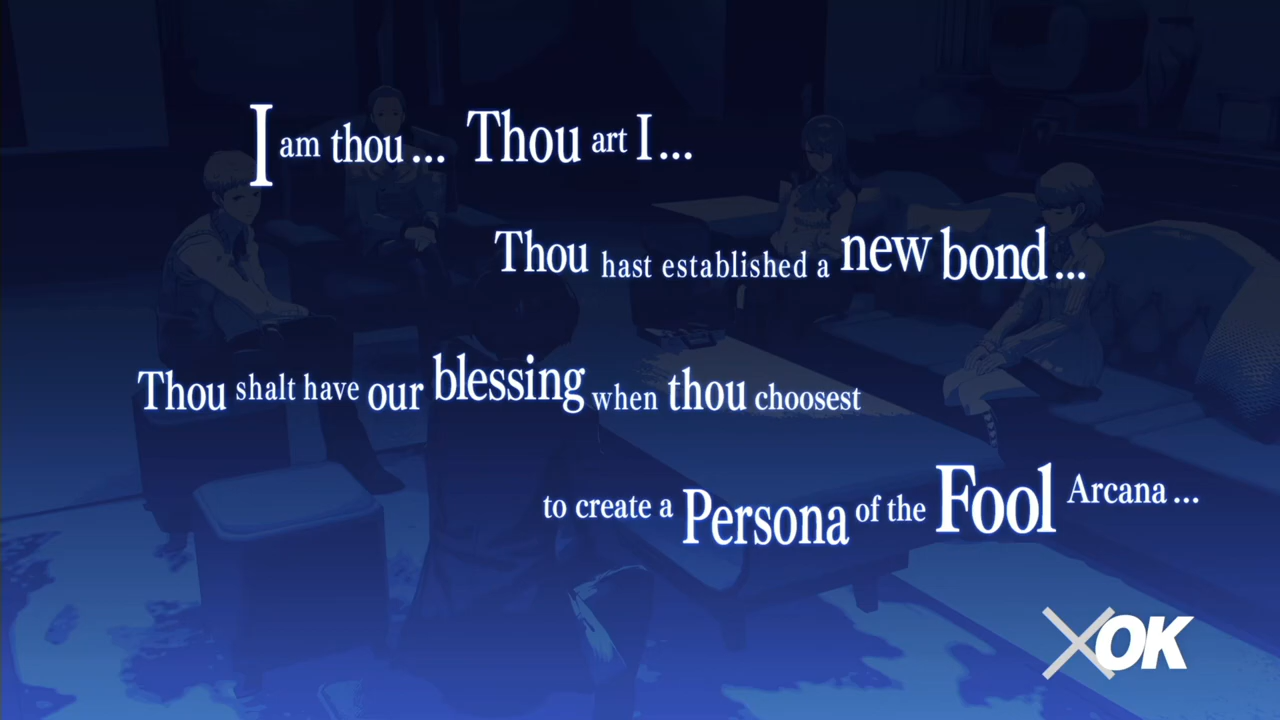 I am thou... Thou art I...
Thou hast established a new bond...
Thou shalt have our blessing when thou choosest
to create a Persona of the Fool Arcana...
OK